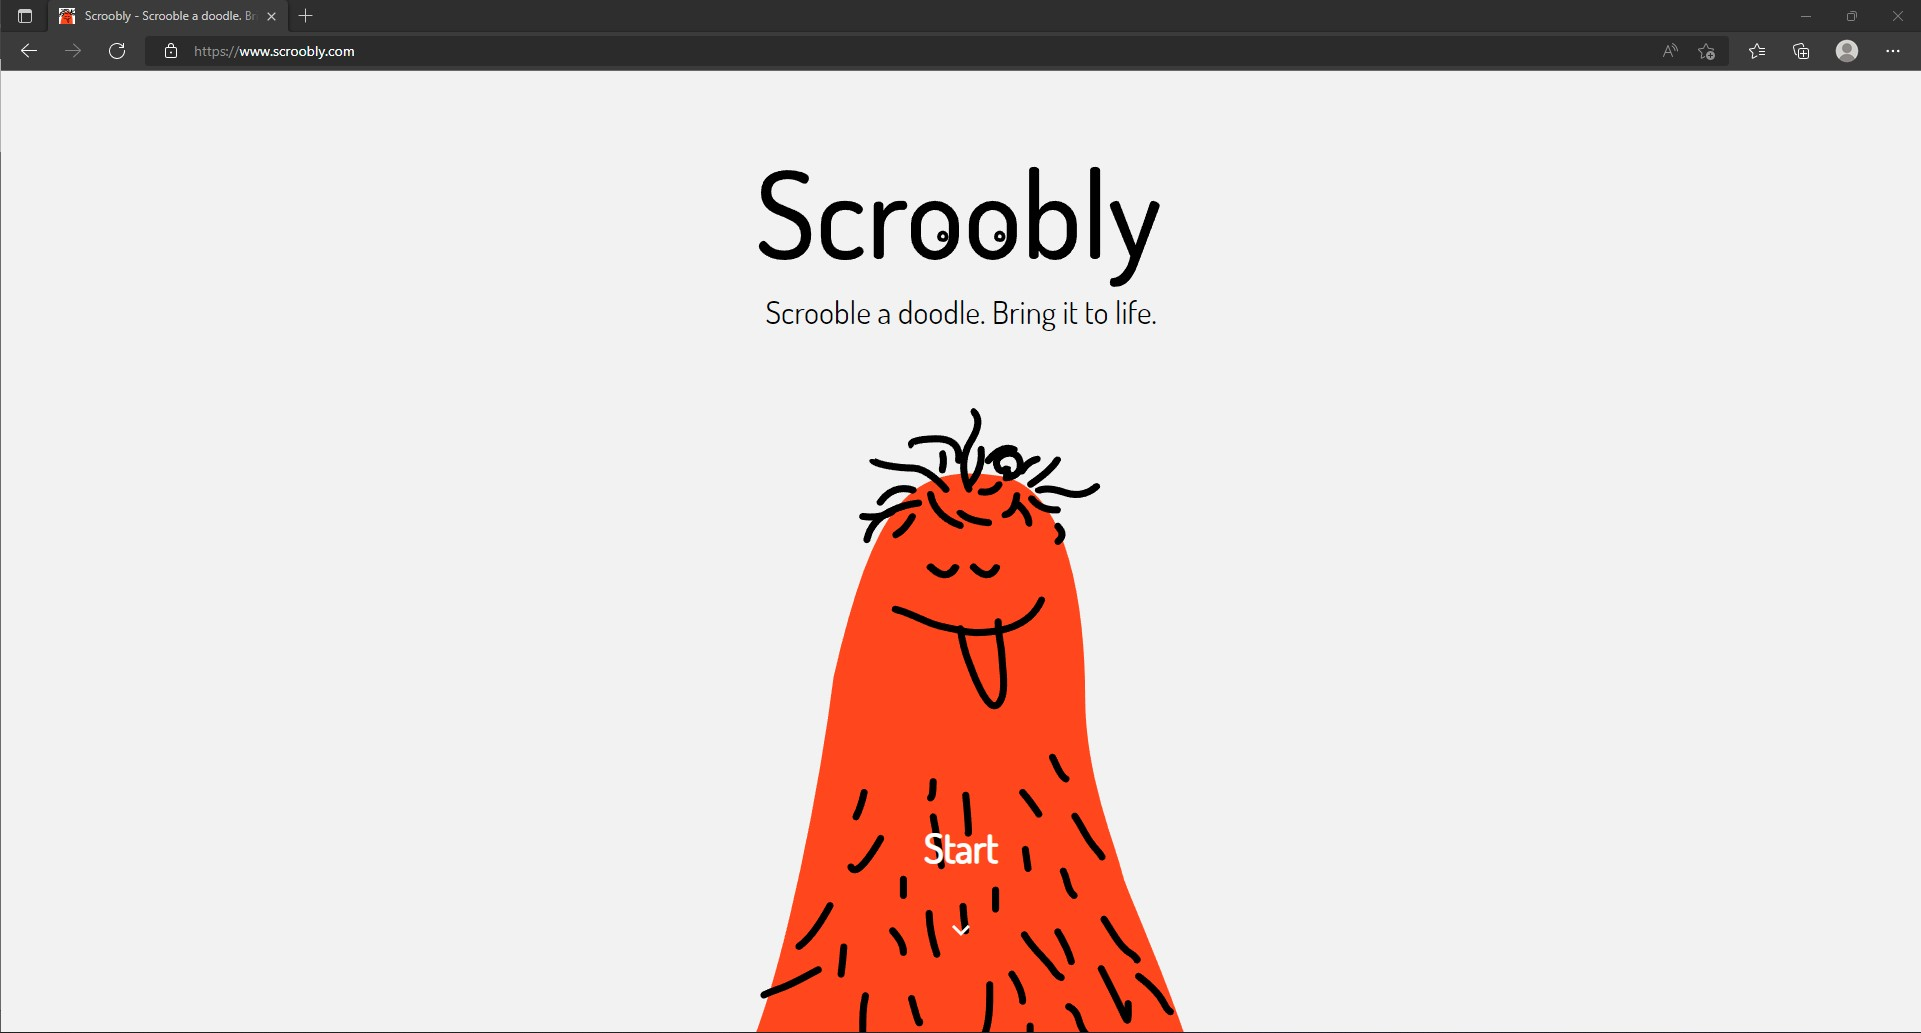 Scroobly - Scrooble a doodle. Br
https://www.scroobly.com
Scroobly
Scrooble a doodle. Bring it to life.
Start